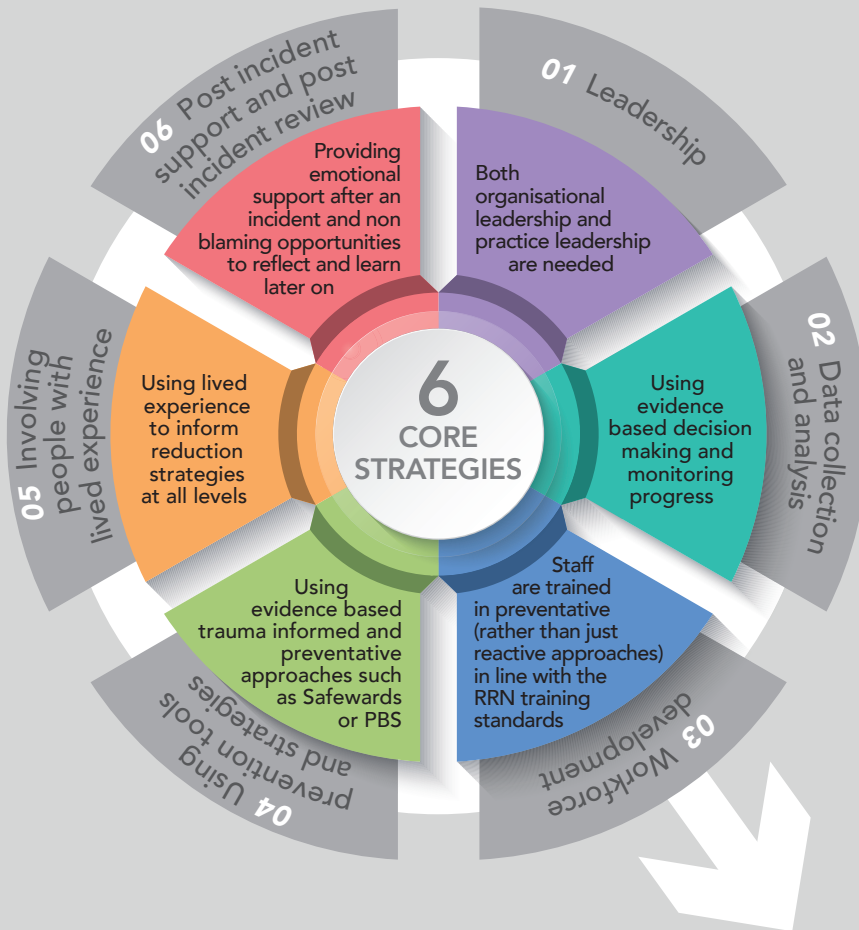 6
CORE
STRATEGIES
01 Leadership
Both
organisational
leadership and
practice leadership
are needed
02 Data collection
and analysis
Using
evidence
based decision
making and
monitoring
progress
03 Workforce
development
Staff
are trained
in preventative
(rather than just
reactive approaches)
in line with the
RRN training
standards
04 Using
prevention tools
and strategies
Using
evidence based
trauma informed and
preventative
approaches such
as Safewards
or PBS
05 Involving
people with
lived experience
Using lived
experience
to inform
reduction
strategies
at all levels
06 Post incident
support and post
incident review
Providing
emotional
support after an
incident and non
blaming opportunities
to reflect and learn
later on